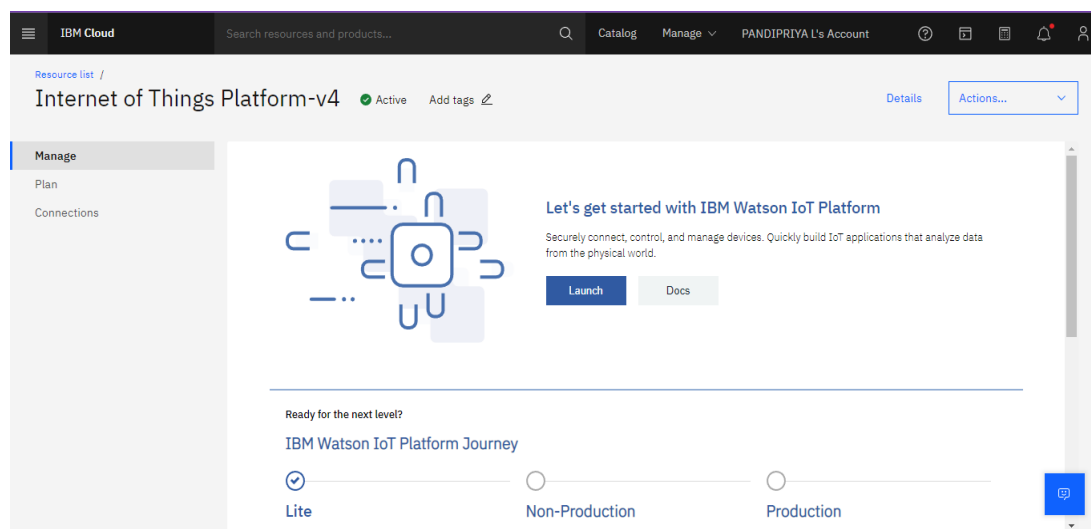 IBM Cloud
Search resources and products...
Catalog
Manage
PANDIPRIYA L's Account
Resource list /
Internet of Things Platform-v4
Active
Add tags
Details
Actions...
Manage
Plan
Connections
Let's get started with IBM Watson IoT Platform
Securely connect, control, and manage devices. Quickly build IoT applications that analyze data
from the physical world.
Launch
Docs
Ready for the next level?
IBM Watson IoT Platform Journey
Lite
Non-Production
Production